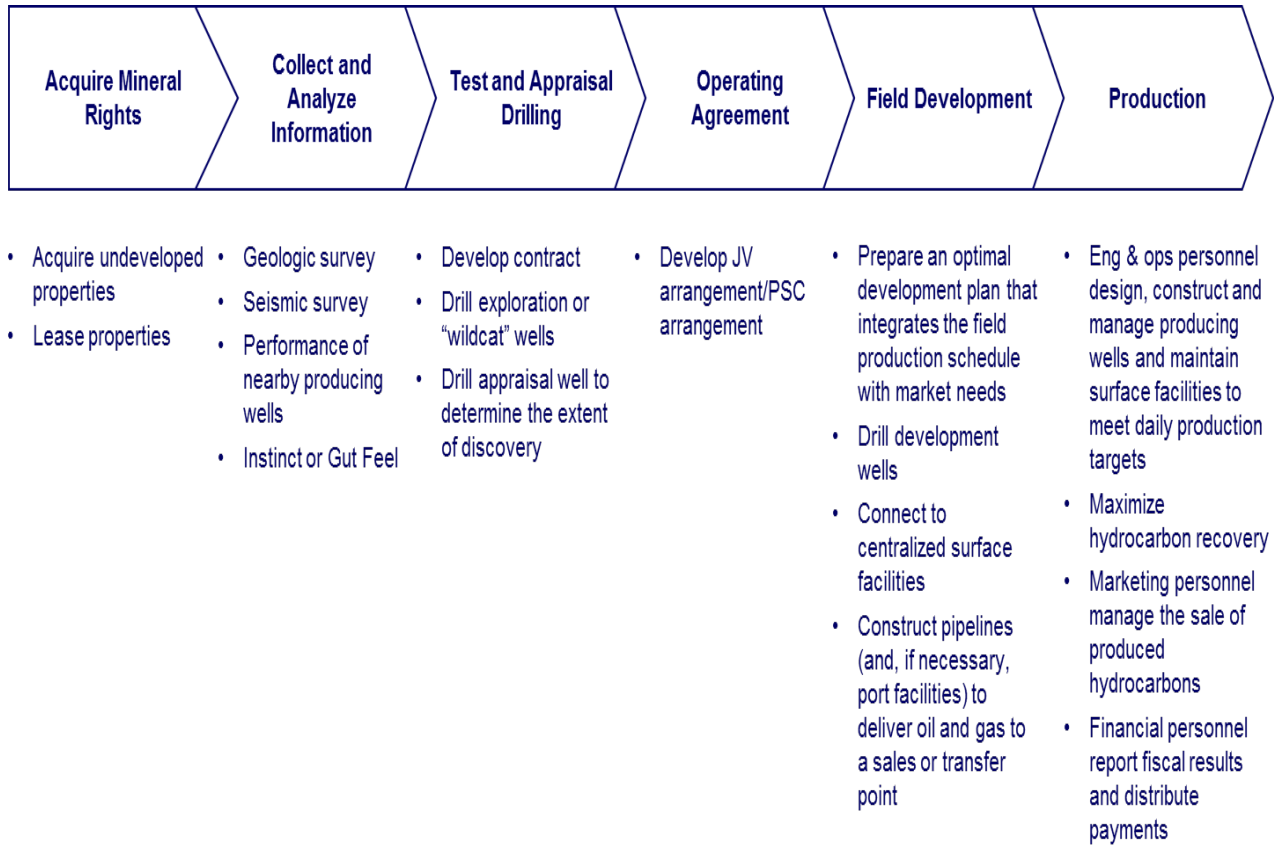 Acquire Mineral
Rights
Collect and
Analyze
Information
Test and Appraisal
Drilling
Operating
Agreement
Field Development
Production
• Acquire undeveloped
properties
• Lease properties
• Geologic survey
• Seismic survey
• Performance of
nearby producing
wells
• Instinct or Gut Feel
• Develop contract
• Drill exploration or
“wildcat” wells
• Drill appraisal well to
determine the extent
of discovery
• Develop JV
arrangement/PSC
arrangement
• Prepare an optimal
development plan that
integrates the field
production schedule
with market needs
• Drill development
wells
• Connect to
centralized surface
facilities
• Construct pipelines
(and, if necessary,
port facilities) to
deliver oil and gas to
a sales or transfer
point
• Eng & ops personnel
design, construct and
manage producing
wells and maintain
surface facilities to
meet daily production
targets
• Maximize
hydrocarbon recovery
• Marketing personnel
manage the sale of
produced
hydrocarbons
• Financial personnel
report fiscal results
and distribute
payments